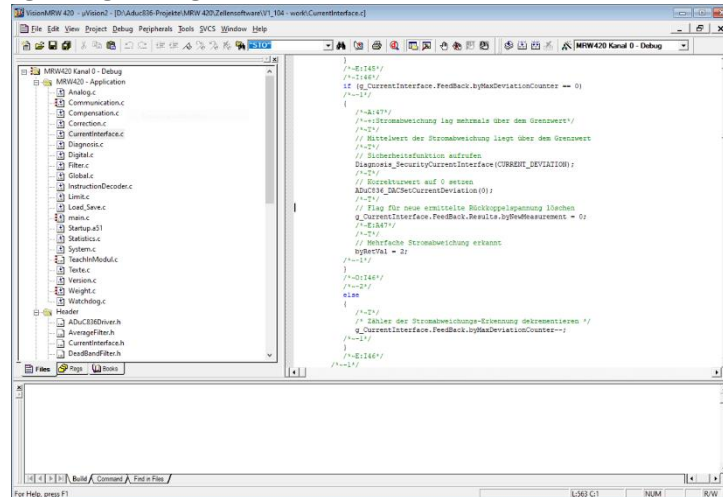 VisionMRW 420 - µVision2 - [D:\Aduc836-Projekte\MRW 420\Zellensoftware\V1_104 - work\CurrentInterface.c]
File Edit View Project Debug Peripherals Tools SVCS Window Help
"STO"
MRW420 Kanal 0 - Debug
MRW420 Kanal 0 - Debug
MRW420 - Application
Analog.c
Communication.c
Compensation.c
Correction.c
CurrentInterface.c
Diagnosis.c
Digital.c
Filter.c
Global.c
InstructionDecoder.c
Limit.c
Load_Save.c
main.c
Startup.a51
Statistics.c
System.c
TeachInModul.c
Texte.c
Version.c
Weight.c
Watchdog.c
Header
ADuC836Driver.h
AverageFilter.h
CurrentInterface.h
DeadBandFilter.h
Files Regs Books
}
/*~E:I45*/
/*~I:46*/
if (g_CurrentInterface.FeedBack.byMaxDeviationCounter == 0)
/*~-1*/
{
/*~A:47*/
/*~+:Stromabweichung lag mehrmals über dem Grenzwert*/
/*~T*/
// Mittelwert der Stromabweichung liegt über dem Grenzwert
/*~T*/
// Sicherheitsfunktion aufrufen
Diagnosis_SecurityCurrentInterface(CURRENT_DEVIATION);
/*~T*/
// Korrekturwert auf 0 setzen
ADuC836_DACSetCurrentDeviation(0);
/*~T*/
// Flag für neue ermittelte Rückkoppelspannung löschen
g_CurrentInterface.FeedBack.Results.byNewMeasurement = 0;
/*~E:A47*/
/*~T*/
// Mehrfache Stromabweichung erkannt
byRetVal = 2;
/*~-1*/
}
/*~O:I46*/
/*~-2*/
else
{
/*~T*/
/* Zähler der Stromabweichungs-Erkennung dekrementieren */
g_CurrentInterface.FeedBack.byMaxDeviationCounter--;
/*~-1*/
}
/*~E:I46*/
/*~-1*/
Build Command Find in Files
For Help, press F1
L:563 C:1 NUM R/W